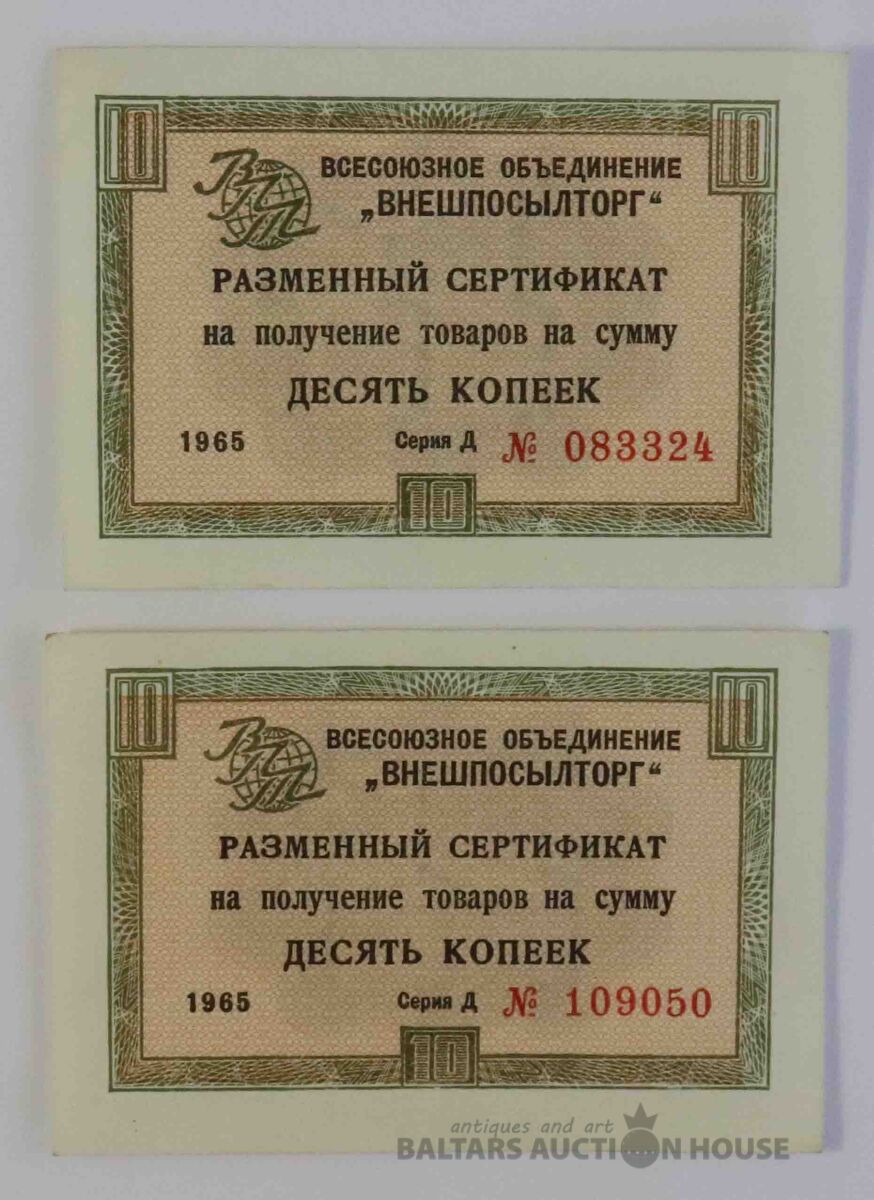 10 10
ВПТ
ВСЕСОЮЗНОЕ ОБЪЕДИНЕНИЕ
„ВНЕШПОСЫЛТОРГ“
РАЗМЕННЫЙ СЕРТИФИКАТ
на получение товаров на сумму
ДЕСЯТЬ КОПЕЕК
1965 Серия Д № 083324
10
10 10
ВПТ
ВСЕСОЮЗНОЕ ОБЪЕДИНЕНИЕ
„ВНЕШПОСЫЛТОРГ“
РАЗМЕННЫЙ СЕРТИФИКАТ
на получение товаров на сумму
ДЕСЯТЬ КОПЕЕК
1965 Серия Д № 109050
10
antiques and art
BALTARS AUCTION HOUSE